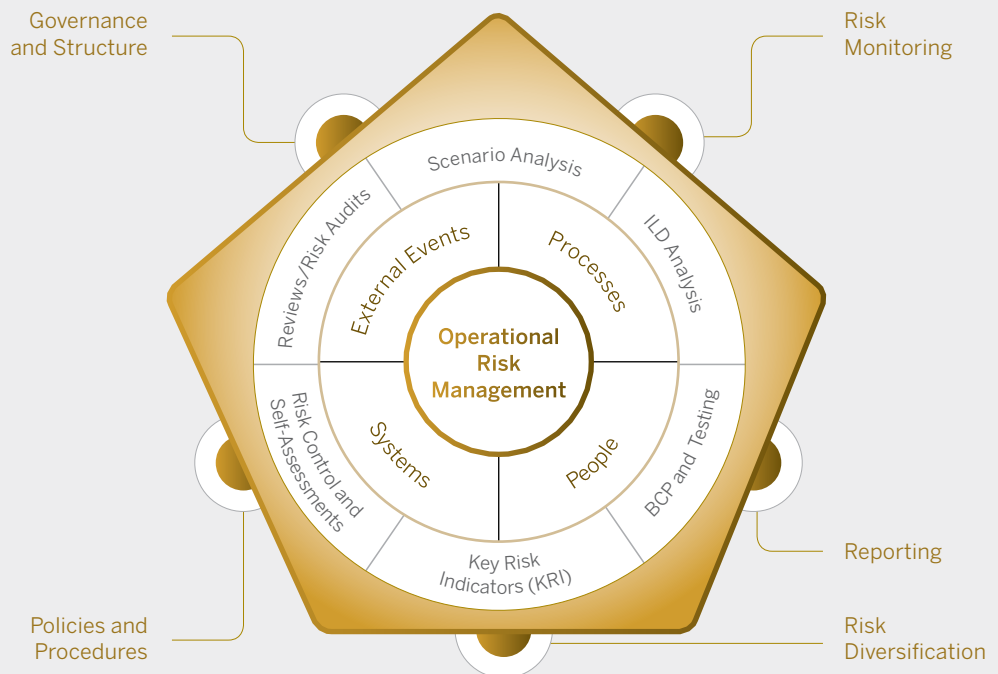 Governance
and Structure
Risk
Monitoring
Scenario Analysis
Reviews/Risk Audits
ILD Analysis
External Events
Processes
Operational
Risk
Management
Systems
People
Risk Control and
Self-Assessments
BCP and Testing
Key Risk
Indicators (KRI)
Reporting
Policies and
Procedures
Risk
Diversification